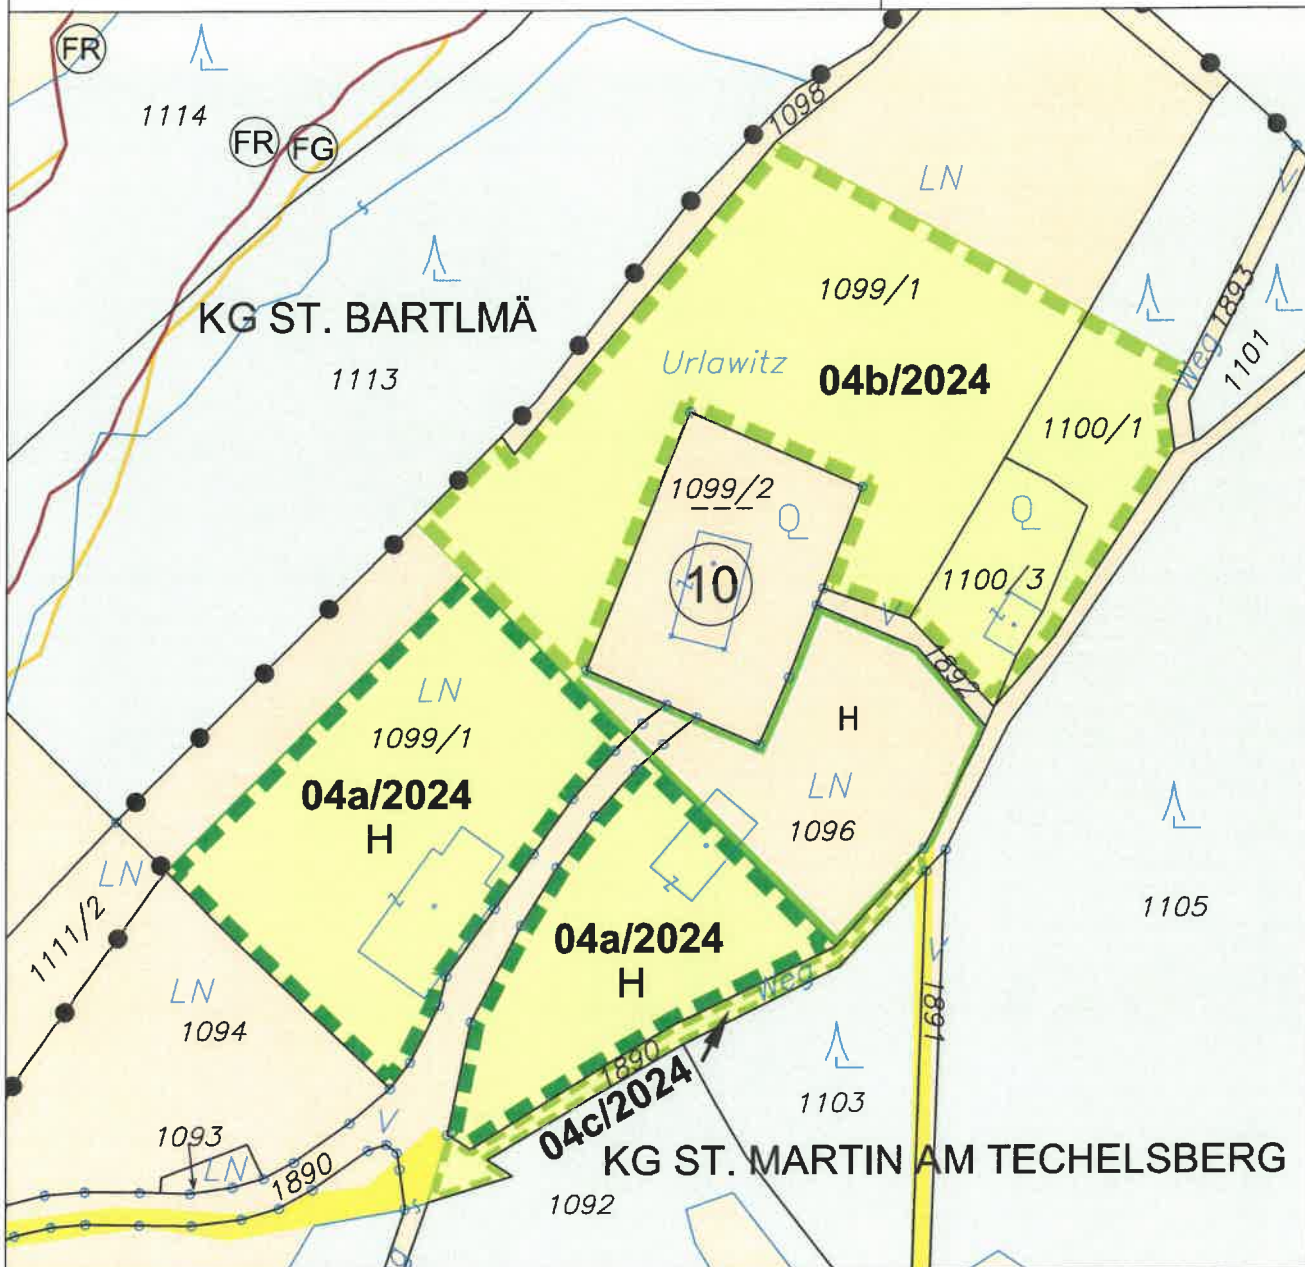 FR
1114
FR
FG
1098
LN
V
1099/1
KG ST. BARTLMÄ
Weg 1893
1101
Urlawitz
04b/2024
1113
1100/1
1099/2
Q
Q
10
1100/3
V
1892
LN
H
1099/1
04a/2024
H
LN
1096
LN
1111/2
1105
04a/2024
H
Weg
V
1891
LN
1094
1890
04c/2024
1103
1093
V
LN
1890
KG ST. MARTIN AM TECHELSBERG
1092